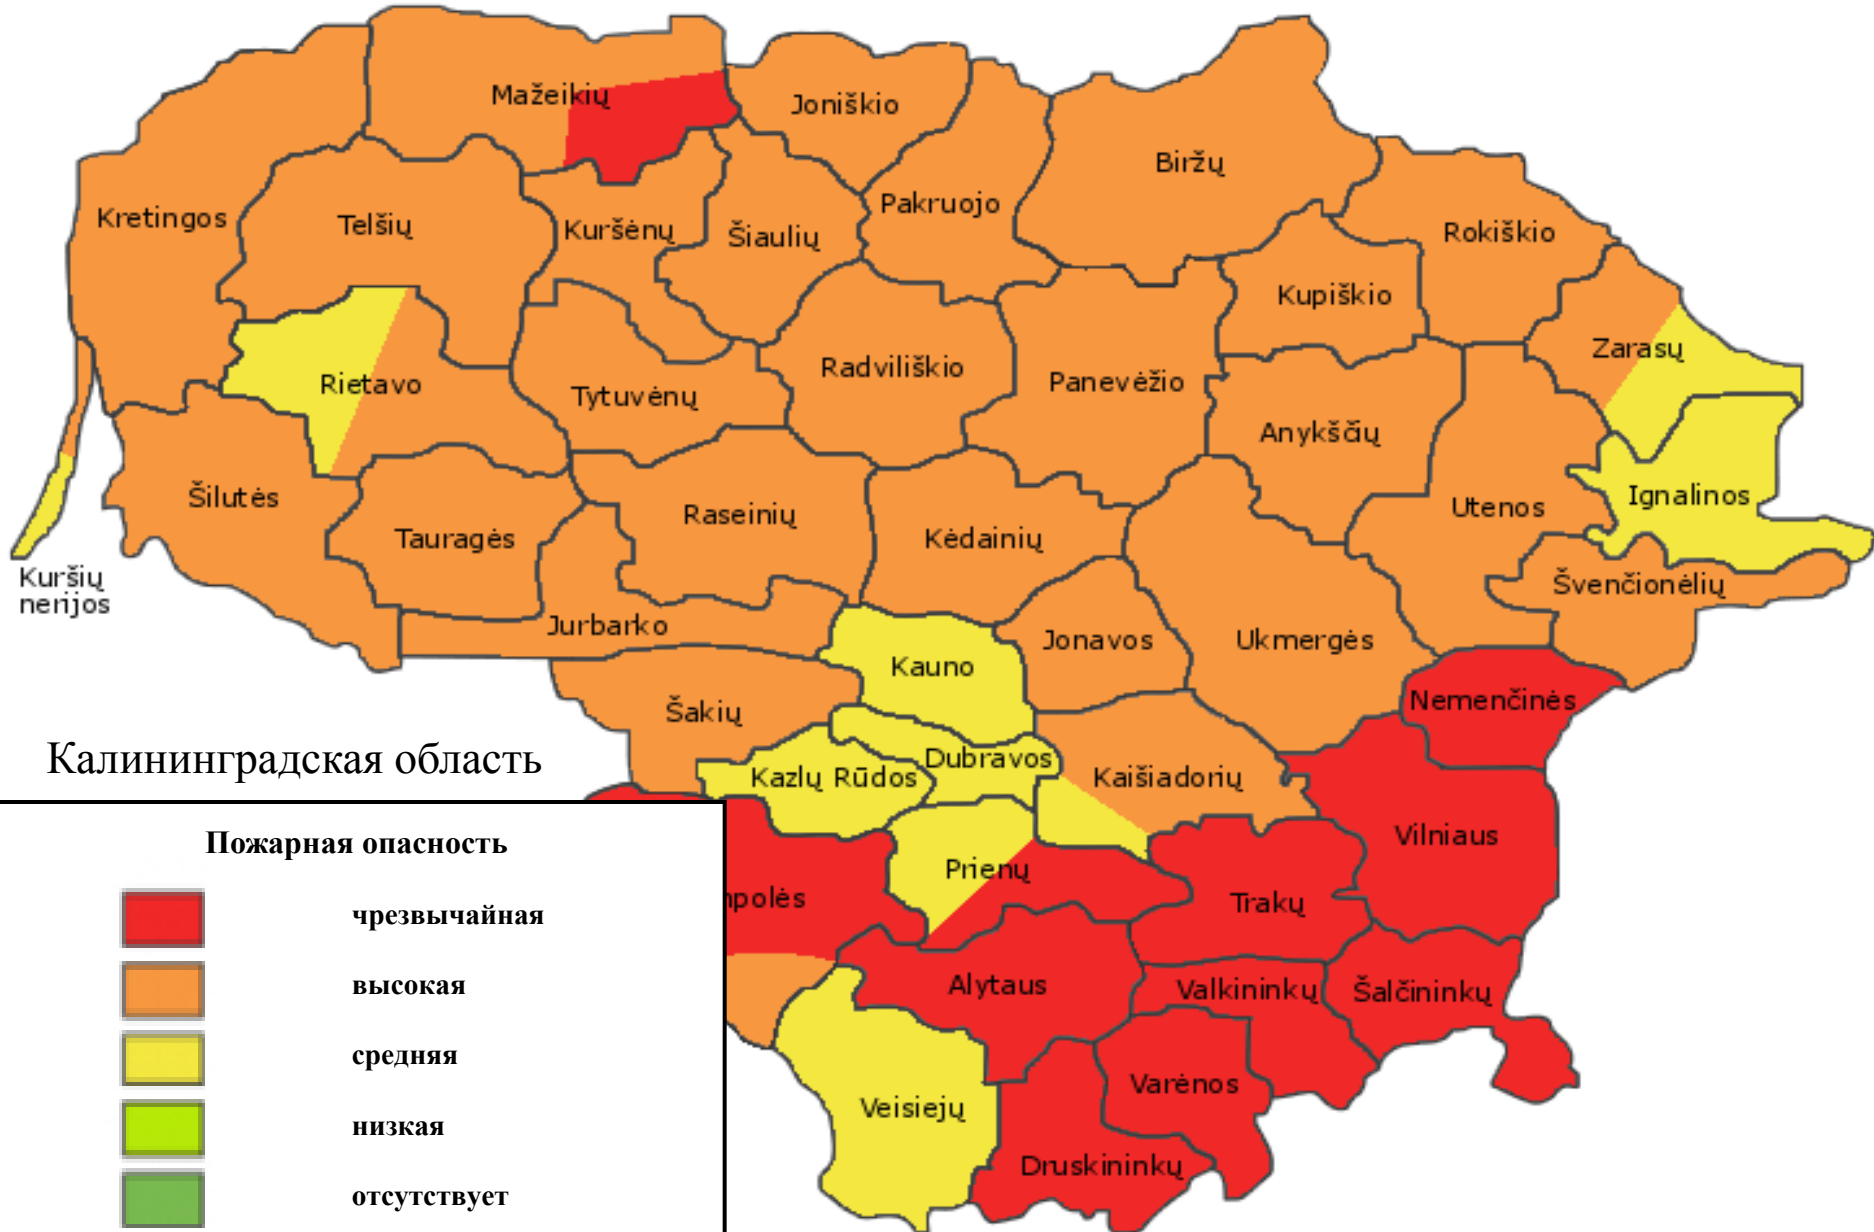 Mažeikių
Joniškio
Biržų
Kretingos
Telšių
Kuršėnų
Šiaulių
Pakruojo
Rokiškio
Kupiškio
Zarasų
Rietavo
Tytuvėnų
Radviliškio
Panevėžio
Anykščių
Šilutės
Tauragės
Raseinių
Kėdainių
Utenos
Ignalinos
Kuršių
nerijos
Švenčionėlių
Jurbarko
Kauno
Jonavos
Ukmergės
Šakių
Nemenčinės
Калининградская область
Kazlų Rūdos
Dubravos
Kaišiadorių
Vilniaus
Prienų
mpolės
Trakų
Alytaus
Valkininkų
Šalčininkų
Varėnos
Veisiejų
Druskininkų
Пожарная опасность
чрезвычайная
высокая
средняя
низкая
отсутствует